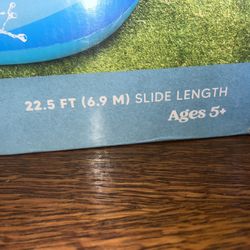 22.5 FT (6.9 M) SLIDE LENGTH
Ages 5+